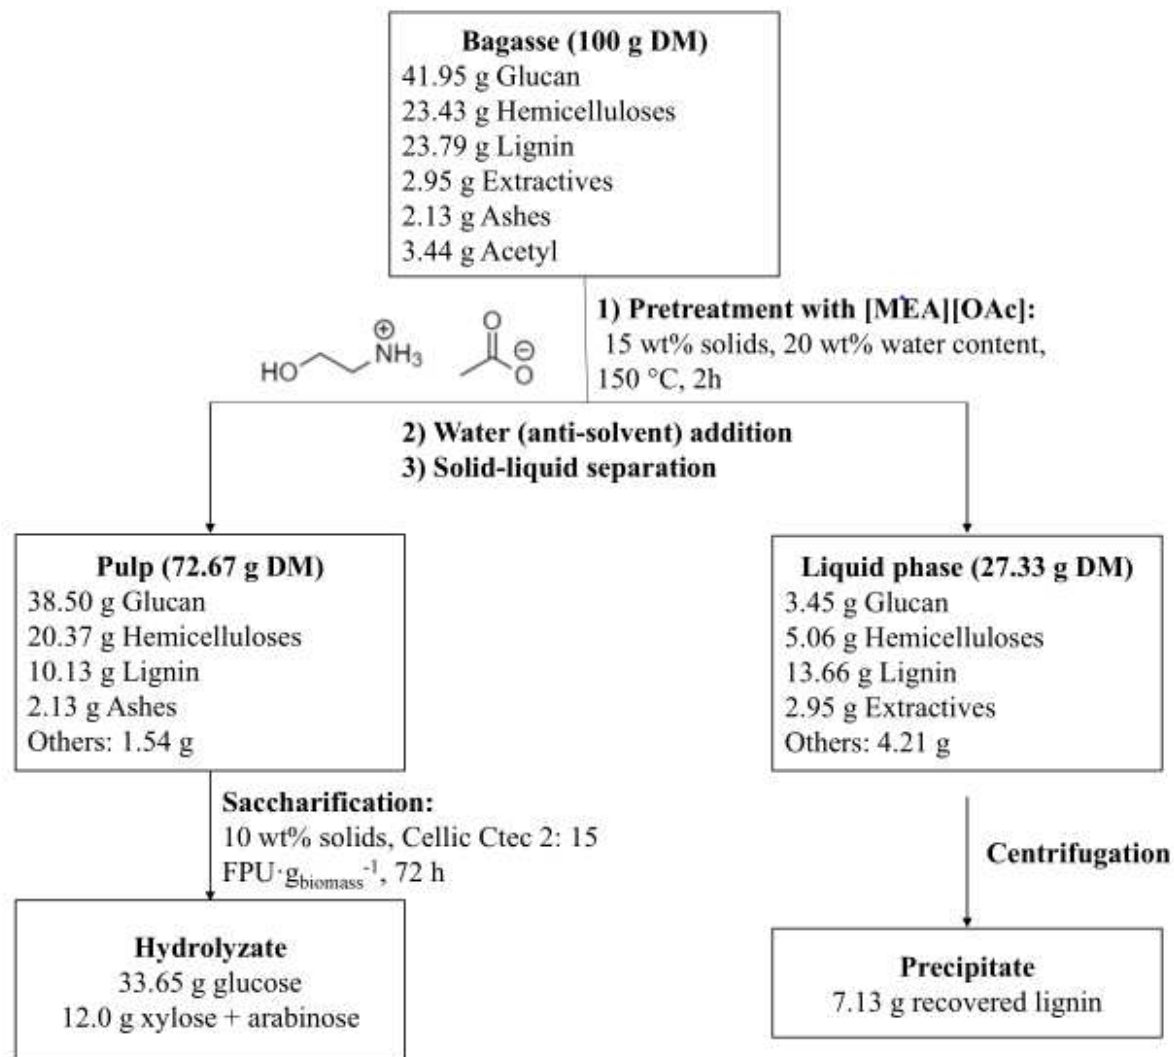 Bagasse (100 g DM)
41.95 g Glucan
23.43 g Hemicelluloses
23.79 g Lignin
2.95 g Extractives
2.13 g Ashes
3.44 g Acetyl
1) Pretreatment with [MEA][OAc]:
15 wt% solids, 20 wt% water content,
150 °C, 2h
HO
⊕
NH₃
O
⊖
O
2) Water (anti-solvent) addition
3) Solid-liquid separation
Pulp (72.67 g DM)
38.50 g Glucan
20.37 g Hemicelluloses
10.13 g Lignin
2.13 g Ashes
Others: 1.54 g
Liquid phase (27.33 g DM)
3.45 g Glucan
5.06 g Hemicelluloses
13.66 g Lignin
2.95 g Extractives
Others: 4.21 g
Saccharification:
10 wt% solids, Cellic Ctec 2: 15
FPU·g_biomass⁻¹, 72 h
Centrifugation
Hydrolyzate
33.65 g glucose
12.0 g xylose + arabinose
Precipitate
7.13 g recovered lignin